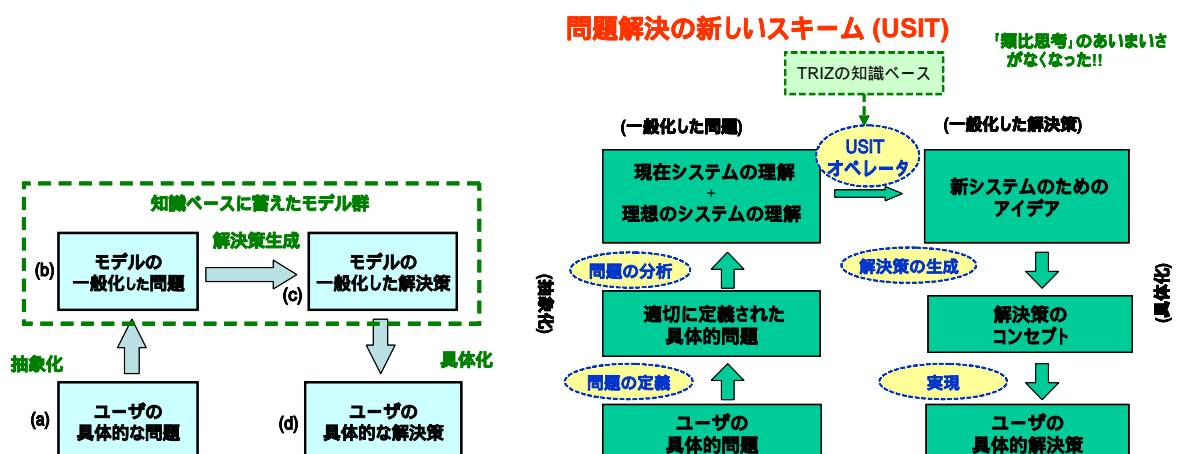 知識ベースに蓄えたモデル群
解決策生成
(b)
モデルの
一般化した問題
(c)
モデルの
一般化した解決策
抽象化
具体化
(a)
ユーザの
具体的な問題
(d)
ユーザの
具体的な解決策
問題解決の新しいスキーム (USIT)
「類比思考」のあいまいさ
がなくなった!!
TRIZの知識ベース
(一般化した問題)
USIT
オペレータ
(一般化した解決策)
現在システムの理解
+
理想のシステムの理解
新システムのための
アイデア
問題の分析
解決策の生成
(抽象化)
適切に定義された
具体的問題
解決策の
コンセプト
(具体化)
問題の定義
実現
ユーザの
具体的問題
ユーザの
具体的解決策